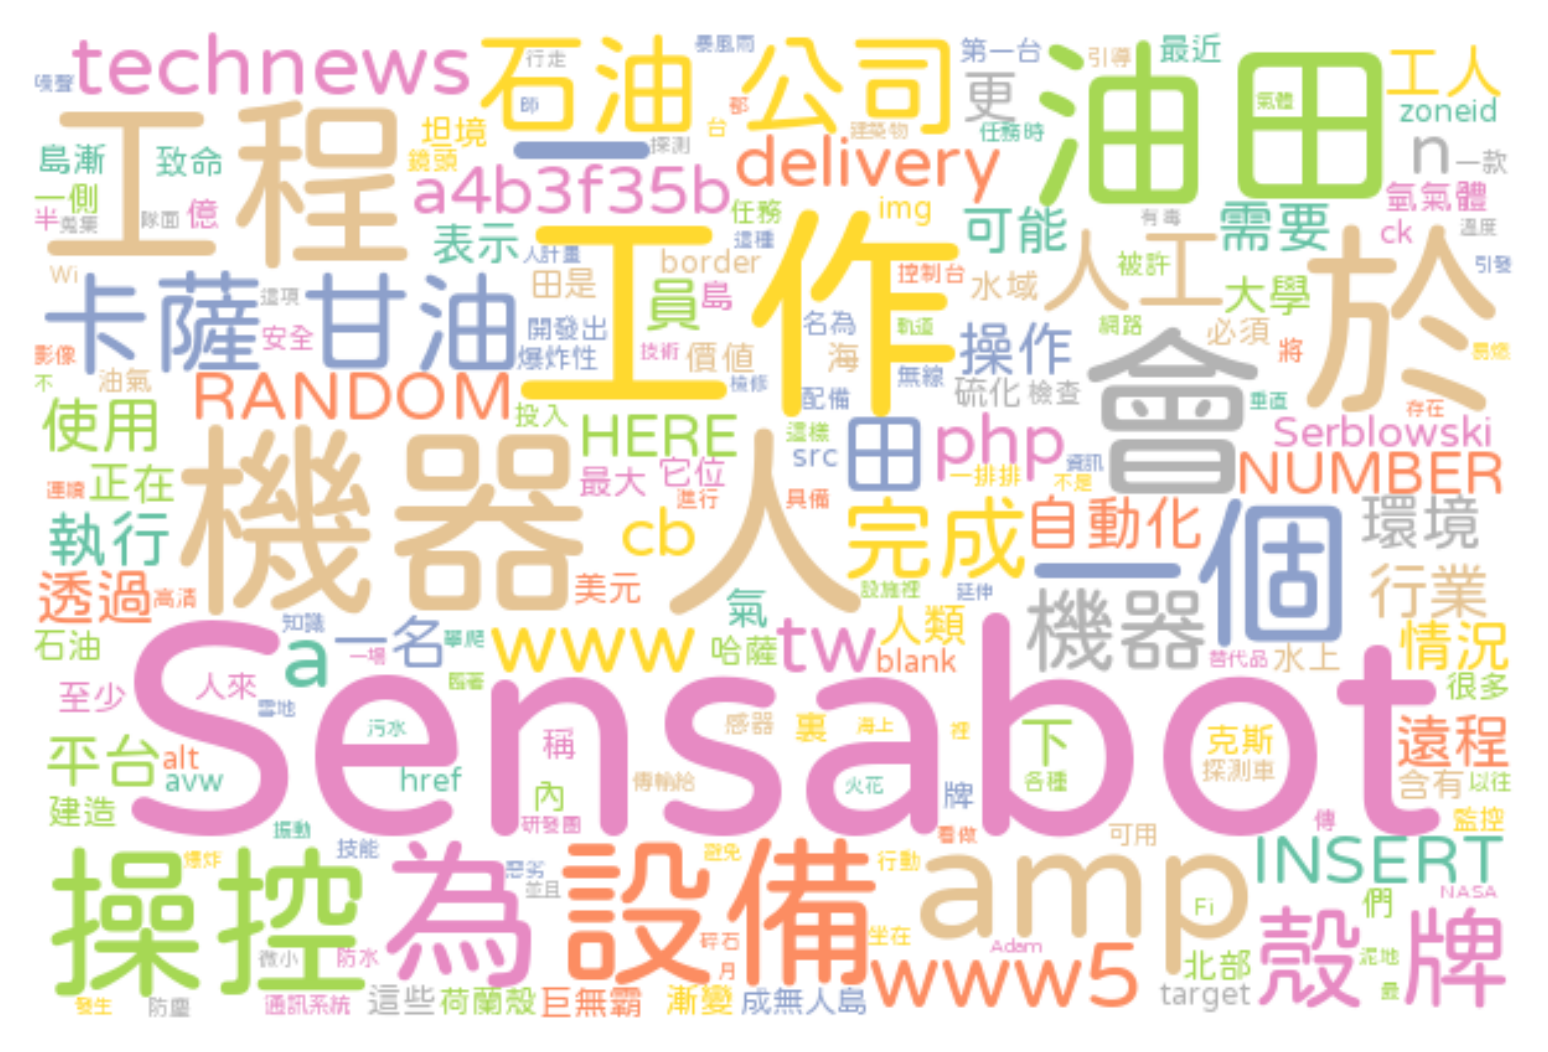 technews
石油
公司
油田
工人
暴風雨
行走
第一台
引導
最近
噪聲
師
郵
台
建築物
更
任務時
氣體
zoneid
工程
坦境
鏡頭
一
探測
delivery
n
一款
島漸
致命
一側
半
蒐集
隊面
億
a4b3f35b
任務
img
可能
有毒
需要
氫氣體
ck
溫度
表示
人計畫
這種
border
控制台
水域
人工
被許
大學
引發
於
Wi
卡薩
這項
甘油
田是
員
島
工作
開發出
名為
軌道
操作
網路
必須
將
易燃
影像
安全
爆炸性
技術
價值
海
無線
會
不
油氣
RANDOM
檢修
配備
硫化
檢查
垂直
存在
使用
投入
HERE
這樣
src
田
php
資訊
Serblowski
機器
人
最大
它位
一排排
不是
NUMBER
連續
正在
進行
具備
執行
cb
完成
自動化
一個
環境
透過
高清
美元
設施裡
延伸
機器
行業
知識
氣
石油
一名
一場
攀爬
a
www
哈薩
tw
人類
blank
替代品
水上
情況
至少
人來
雪地
Sensabot
很多
污水
稱
感器
裏
海上
裡
下
克斯
遠程
平台
alt
avw
href
傳輸給
火花
牌
各種
探測車
含有
以往
建造
內
研發團
振動
看做
可用
傳
監控
操控
爆炸
技能
為
惡劣
並且
設備
避免
行動
amp
INSERT
NASA
Fi
們
微小
防水
碎石
月
坐在
Adam
www5
北部
泥地
殼牌
發生
防塵
通訊系統
這些
荷蘭殼
巨無霸
漸變
成無人島
target
最